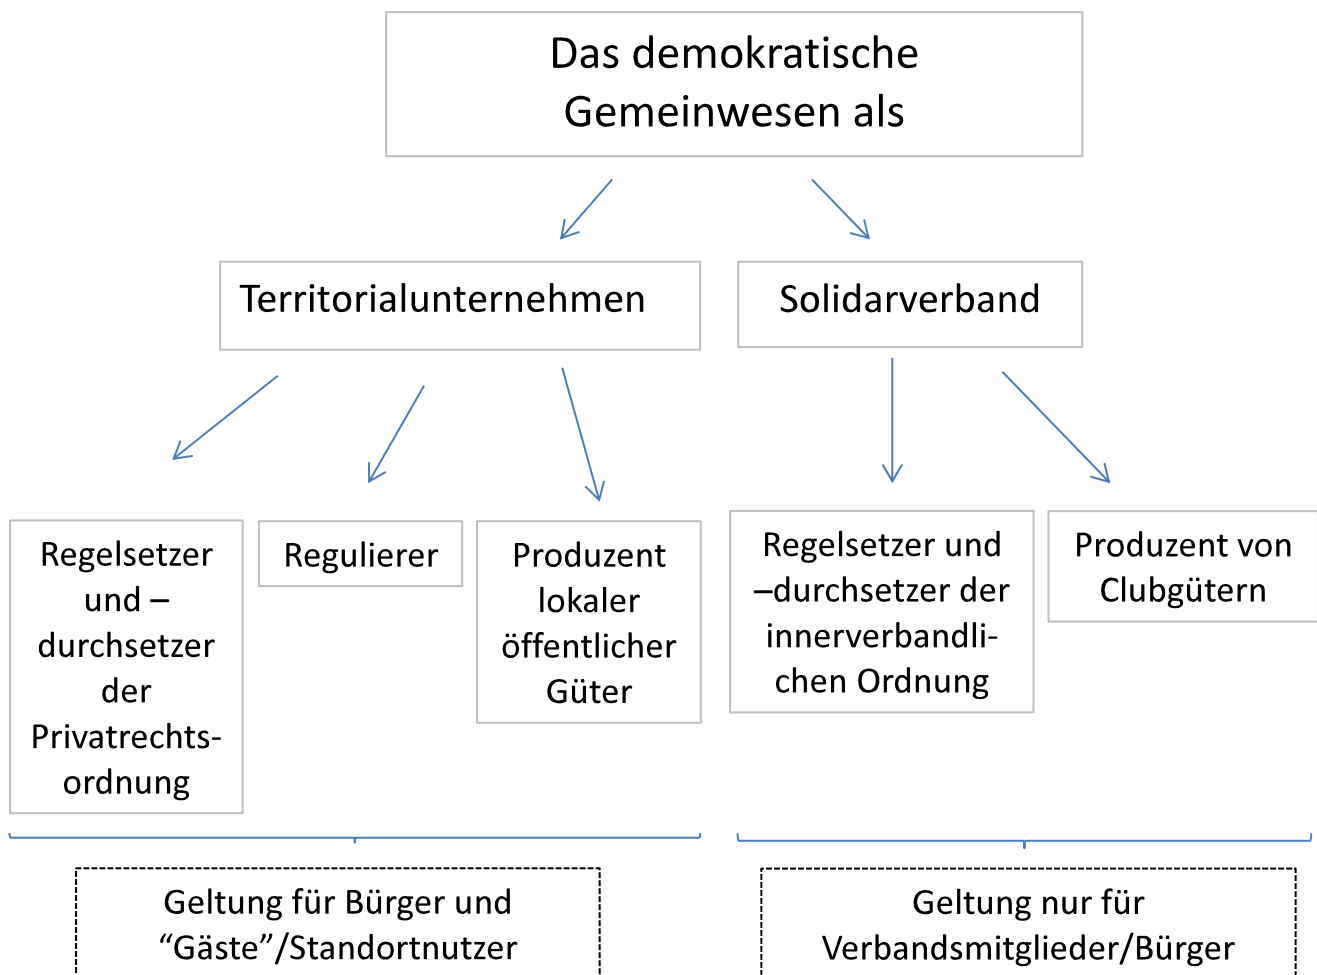 Das demokratische
Gemeinwesen als
Territorialunternehmen
Solidarverband
Regelsetzer
und –
durchsetzer
der
Privatrechts-
ordnung
Regulierer
Produzent
lokaler
öffentlicher
Güter
Regelsetzer und
–durchsetzer der
innerverbandli-
chen Ordnung
Produzent von
Clubgütern
Geltung für Bürger und
“Gäste”/Standortnutzer
Geltung nur für
Verbandsmitglieder/Bürger